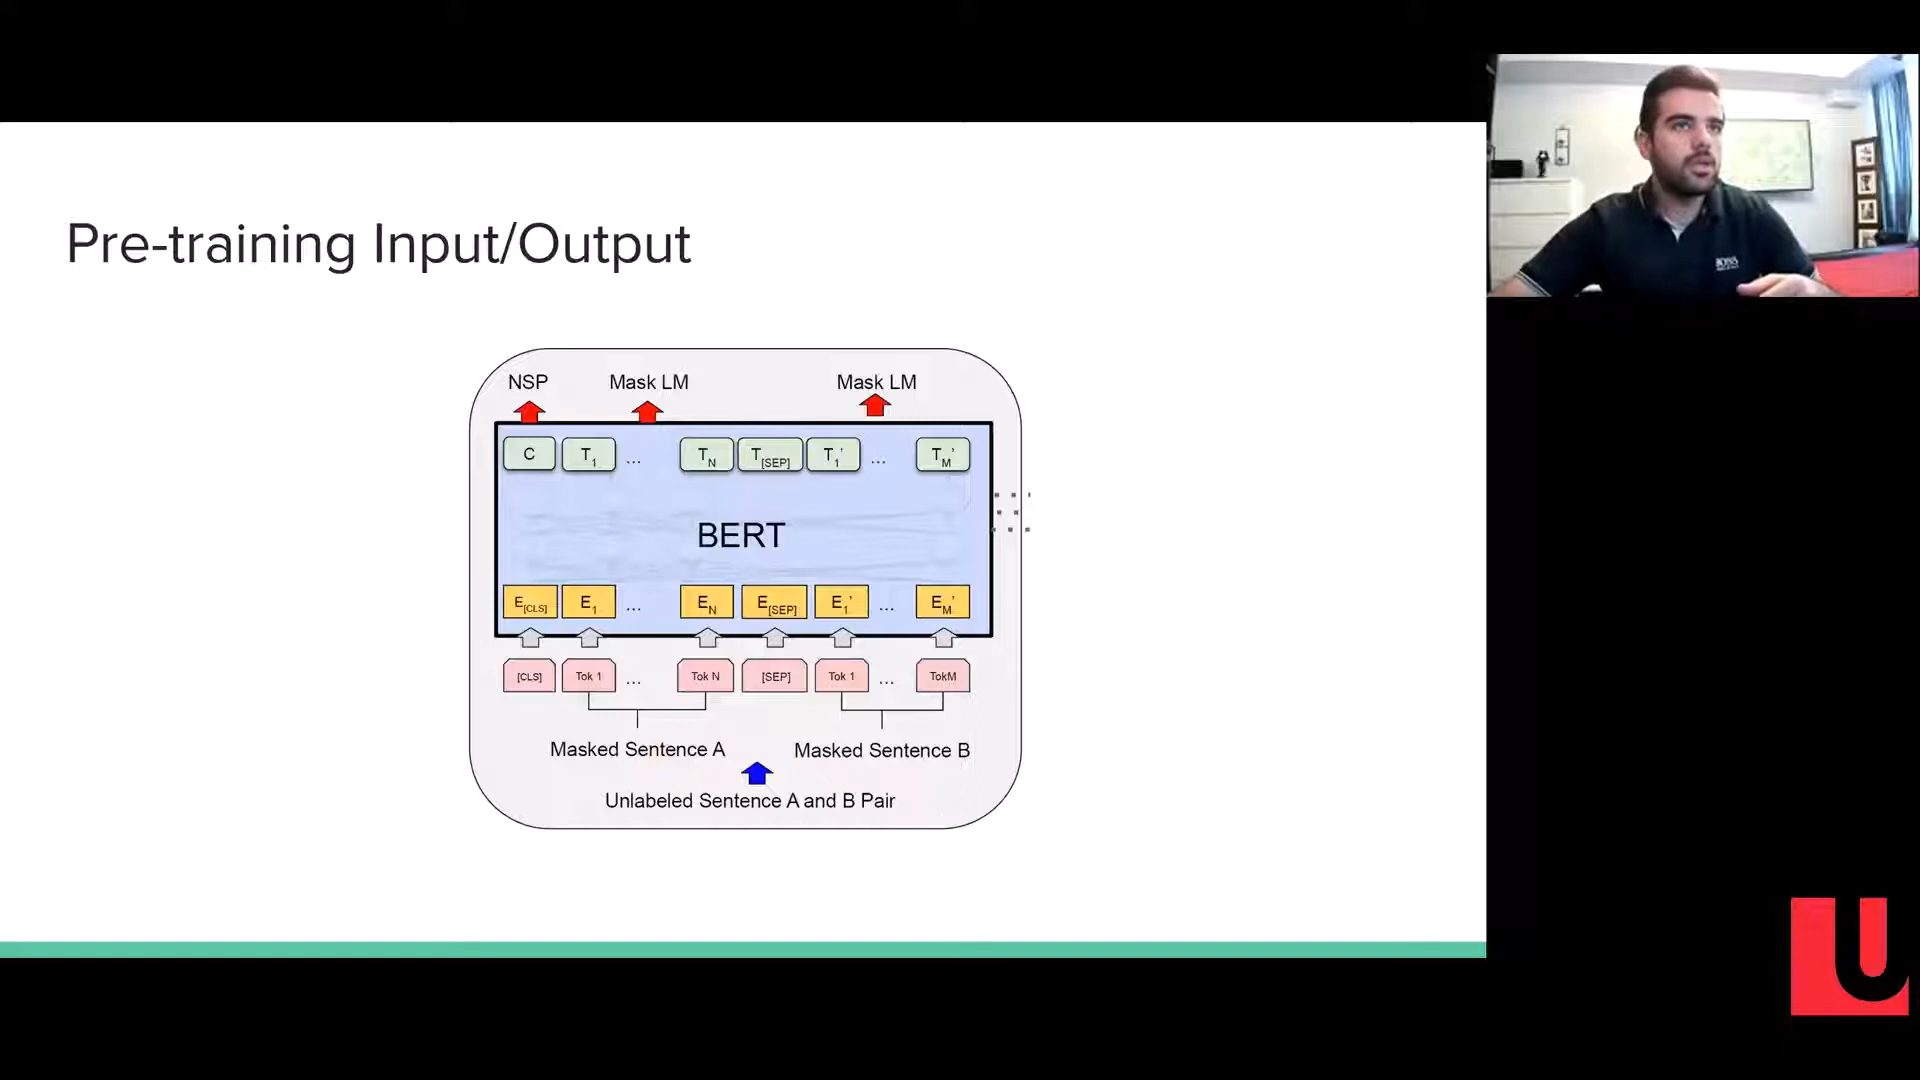 Pre-training Input/Output
NSP Mask LM Mask LM
C T1 ... TN T[SEP] T1' ... TM'
BERT
E[CLS] E1 ... EN E[SEP] E1' ... EM'
[CLS] Tok 1 ... Tok N [SEP] Tok 1 ... TokM
Masked Sentence A Masked Sentence B
Unlabeled Sentence A and B Pair
BOSS
U